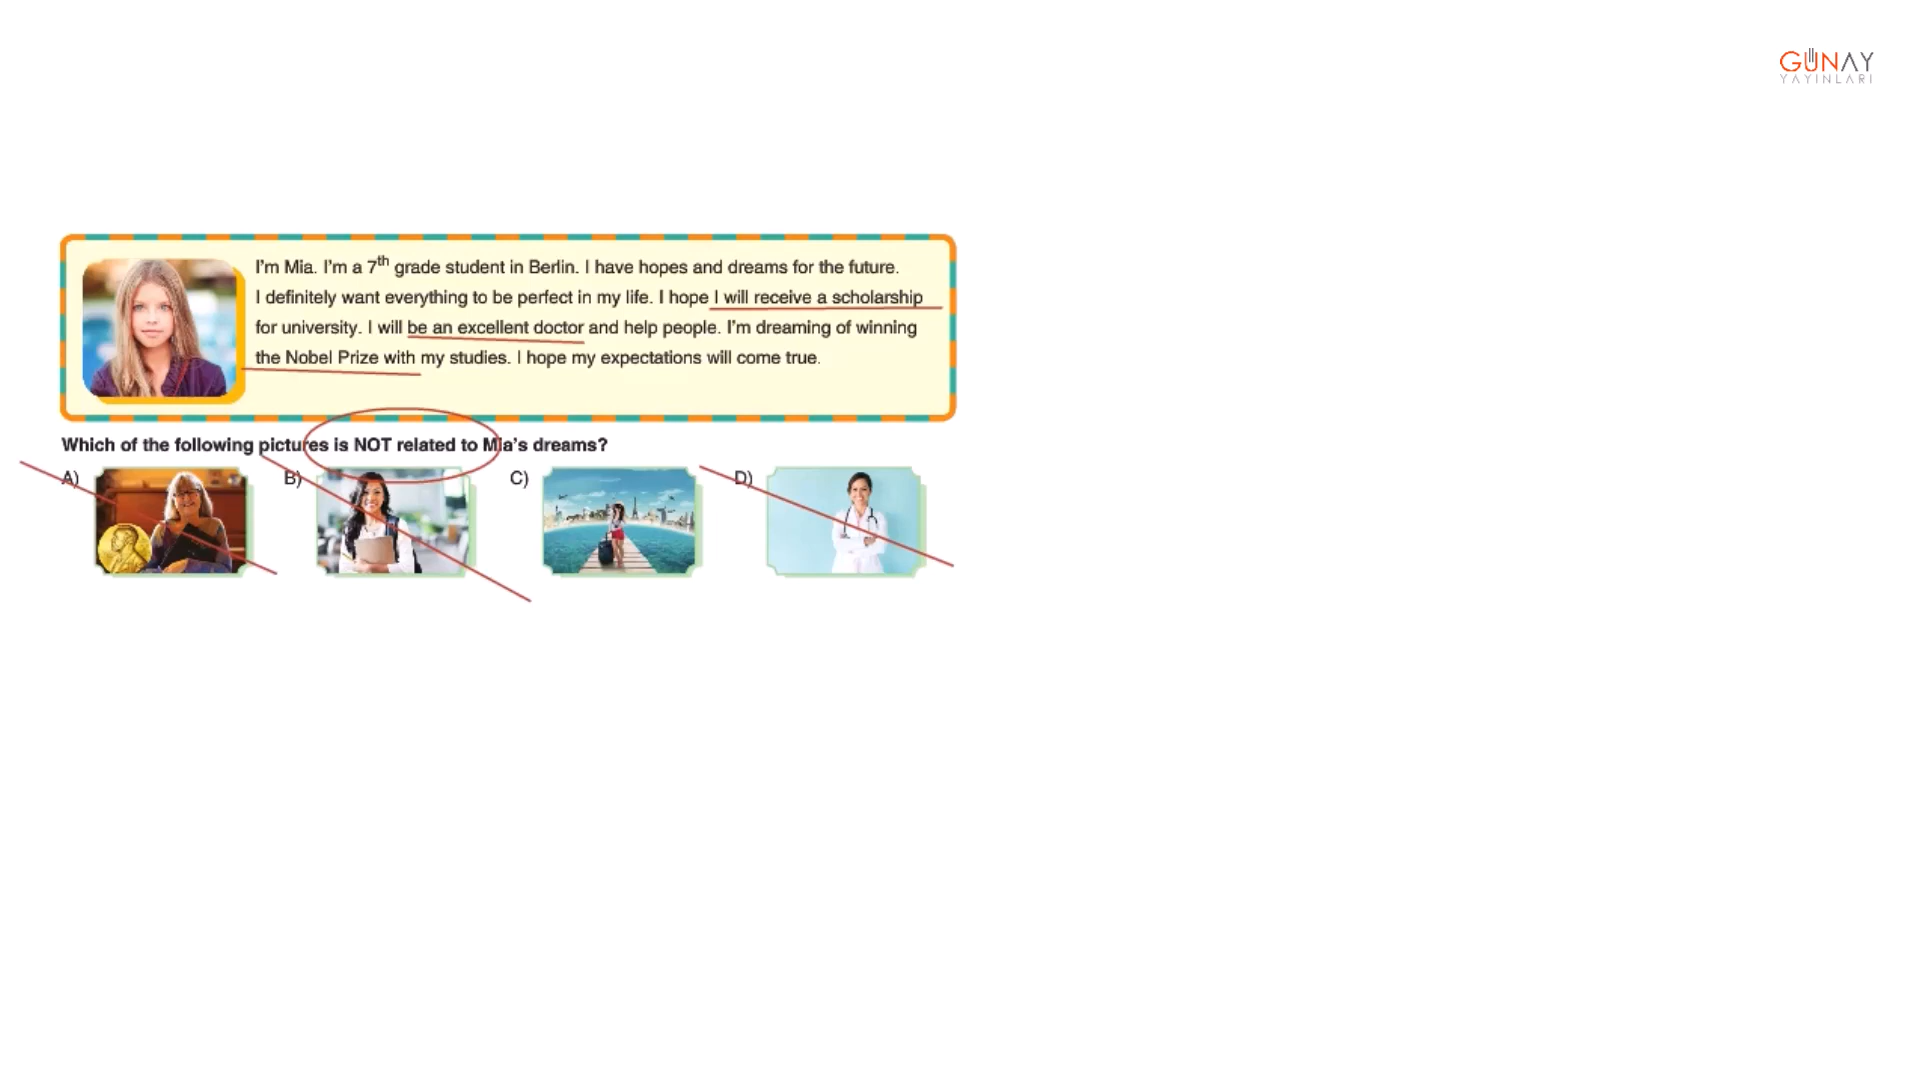 GÜNAY
YAYINLARI
I'm Mia. I'm a 7th grade student in Berlin. I have hopes and dreams for the future.
I definitely want everything to be perfect in my life. I hope I will receive a scholarship
for university. I will be an excellent doctor and help people. I'm dreaming of winning
the Nobel Prize with my studies. I hope my expectations will come true.
Which of the following pictures is NOT related to Mia's dreams?
A) B) C) D)